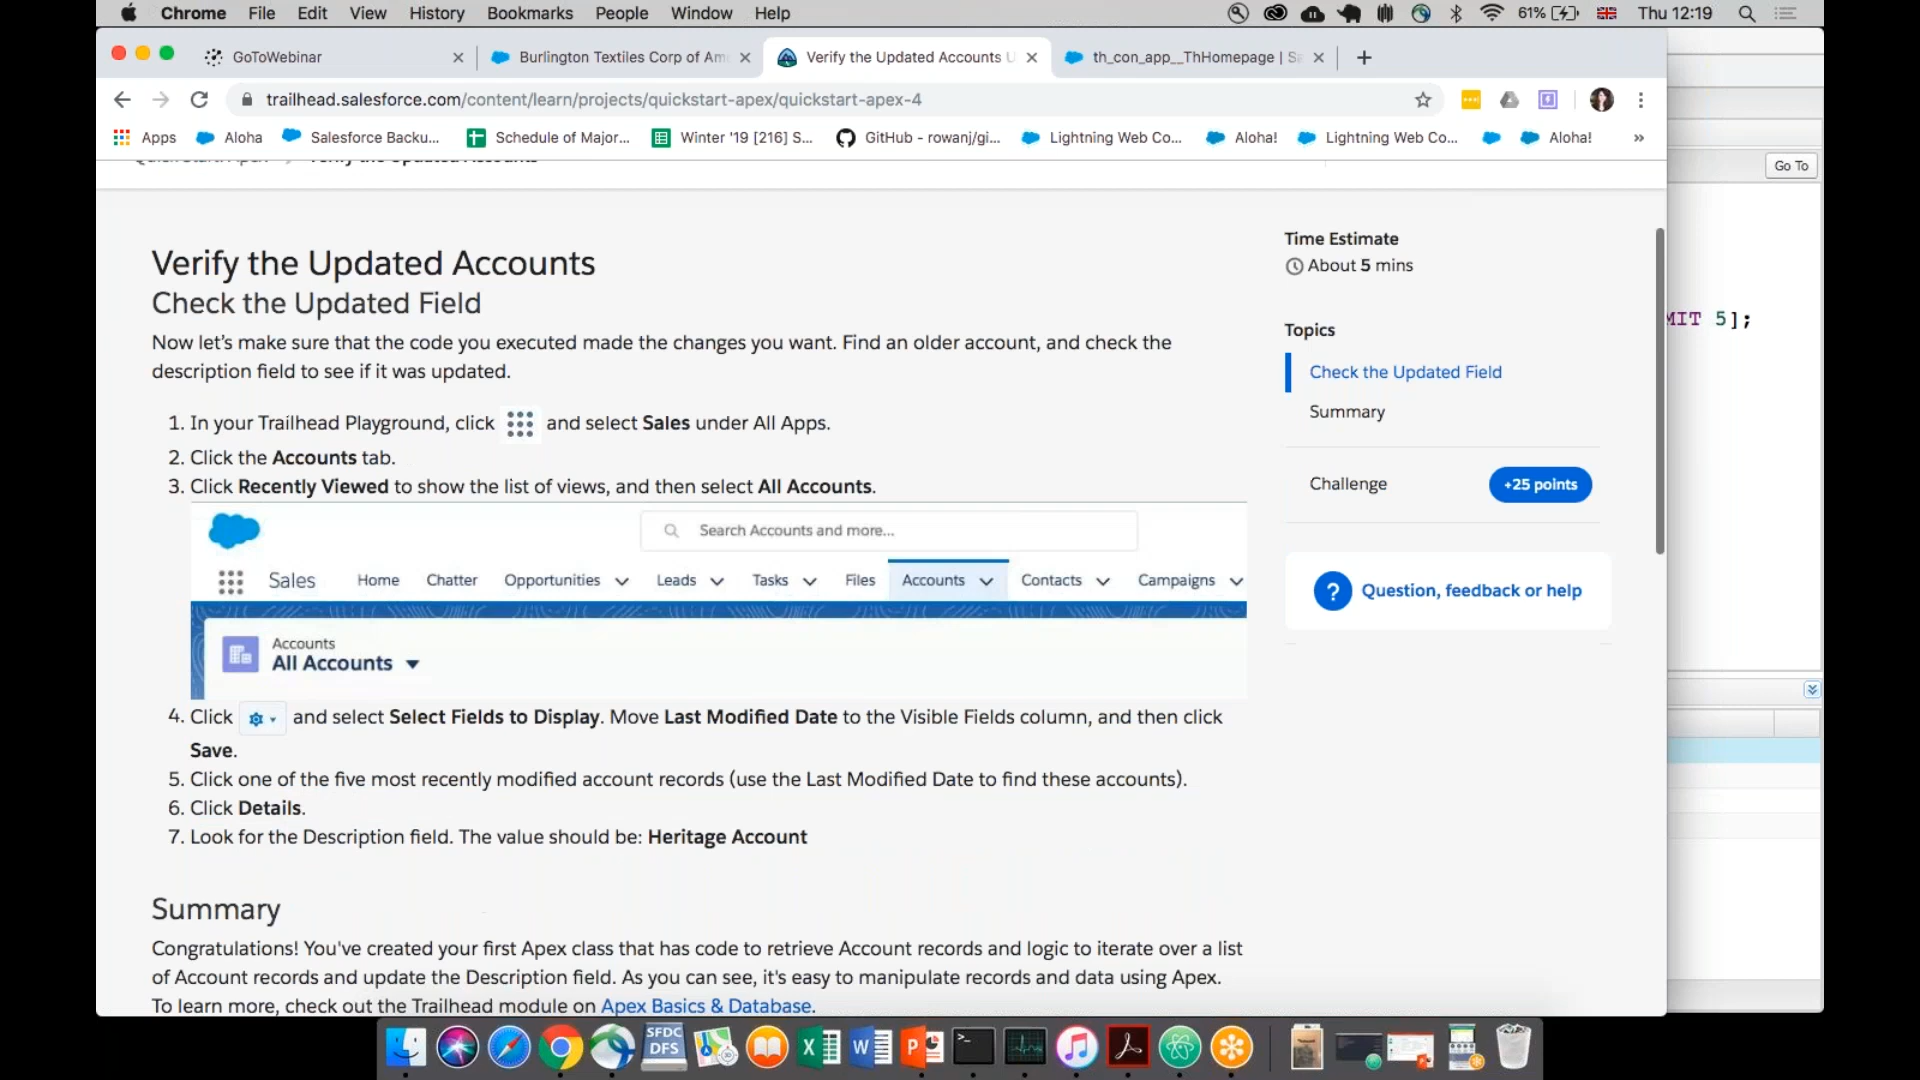 Chrome File Edit View History Bookmarks People Window Help 61% Thu 12:19
GoToWebinar Burlington Textiles Corp of Am Verify the Updated Accounts U th_con_app__ThHomepage | Sa
trailhead.salesforce.com/content/learn/projects/quickstart-apex/quickstart-apex-4
Apps Aloha Salesforce Backu... Schedule of Major... Winter '19 [216] S... GitHub - rowanj/gi... Lightning Web Co... Aloha! Lightning Web Co... Aloha! »
Verify the Updated Accounts
Go To
MIT 5];
Verify the Updated Accounts
Check the Updated Field
Now let's make sure that the code you executed made the changes you want. Find an older account, and check the
description field to see if it was updated.
1. In your Trailhead Playground, click and select Sales under All Apps.
2. Click the Accounts tab.
3. Click Recently Viewed to show the list of views, and then select All Accounts.
Search Accounts and more...
Sales Home Chatter Opportunities Leads Tasks Files Accounts Contacts Campaigns
Accounts
All Accounts
4. Click and select Select Fields to Display. Move Last Modified Date to the Visible Fields column, and then click
Save.
5. Click one of the five most recently modified account records (use the Last Modified Date to find these accounts).
6. Click Details.
7. Look for the Description field. The value should be: Heritage Account
Summary
Congratulations! You've created your first Apex class that has code to retrieve Account records and logic to iterate over a list
of Account records and update the Description field. As you can see, it's easy to manipulate records and data using Apex.
To learn more, check out the Trailhead module on Apex Basics & Database.
Time Estimate
About 5 mins
Topics
Check the Updated Field
Summary
Challenge +25 points
? Question, feedback or help
SFDC
DFS